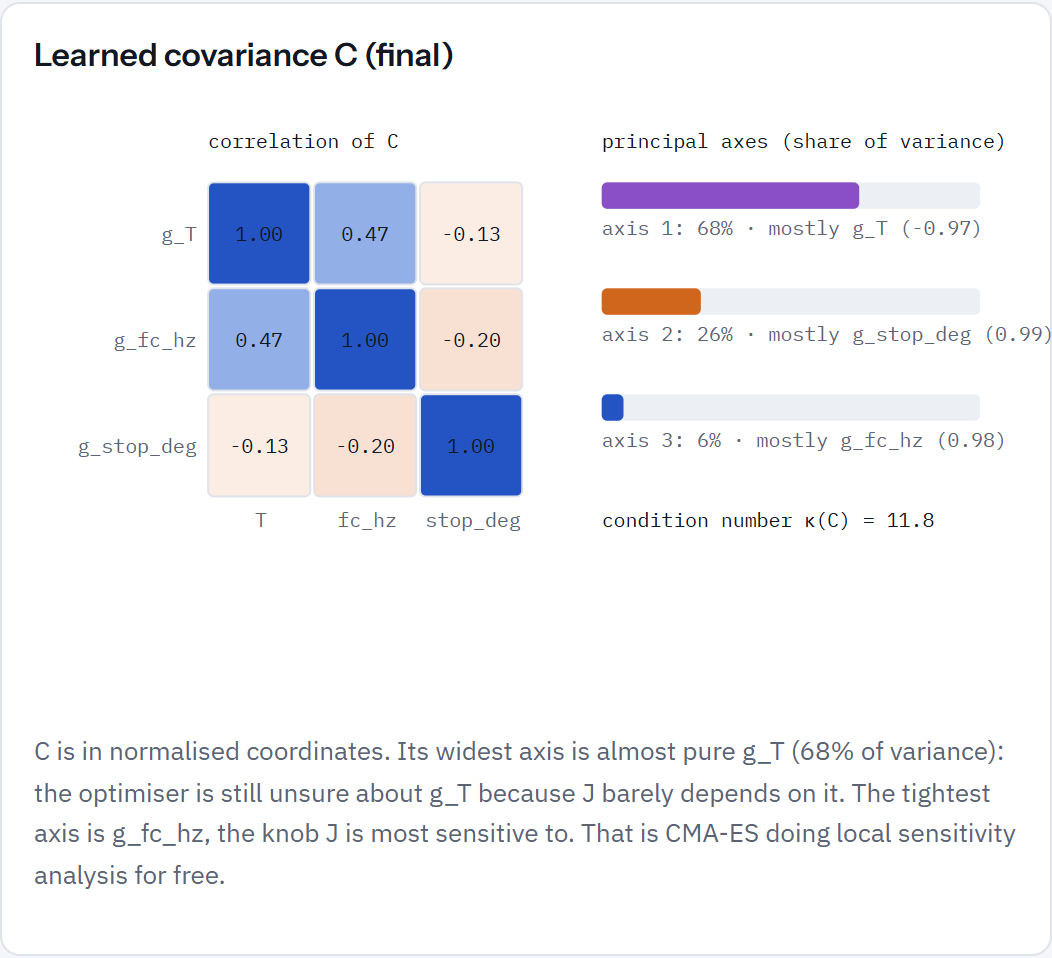 Learned covariance C (final)
correlation of C
g_T
1.00
0.47
-0.13
g_fc_hz
0.47
1.00
-0.20
g_stop_deg
-0.13
-0.20
1.00
T
fc_hz
stop_deg
principal axes (share of variance)
axis 1: 68% · mostly g_T (-0.97)
axis 2: 26% · mostly g_stop_deg (0.99)
axis 3: 6% · mostly g_fc_hz (0.98)
condition number κ(C) = 11.8
C is in normalised coordinates. Its widest axis is almost pure g_T (68% of variance):
the optimiser is still unsure about g_T because J barely depends on it. The tightest
axis is g_fc_hz, the knob J is most sensitive to. That is CMA-ES doing local sensitivity
analysis for free.